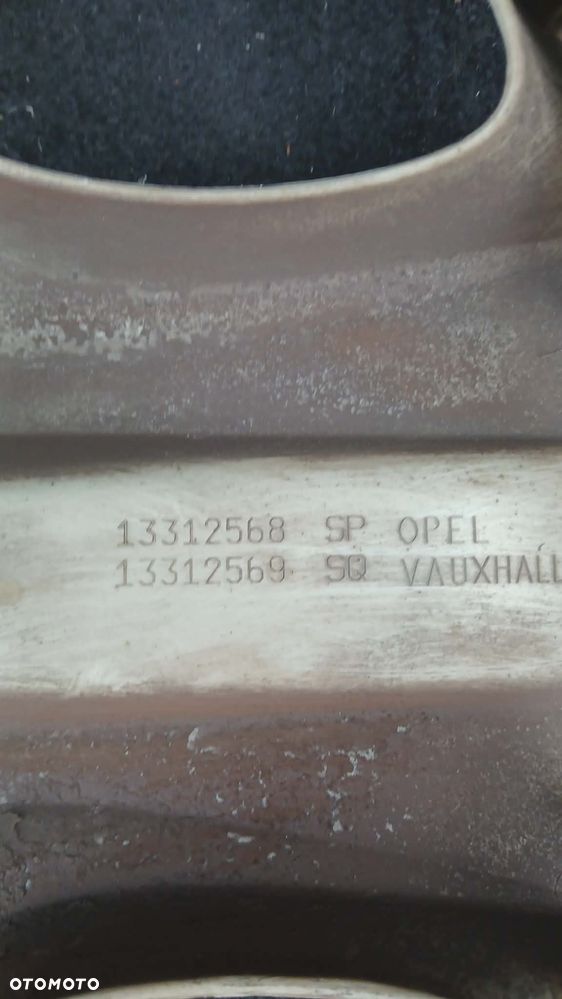 13312568 SP OPEL
13312569 SQ VAUXHALL
OTOMOTO